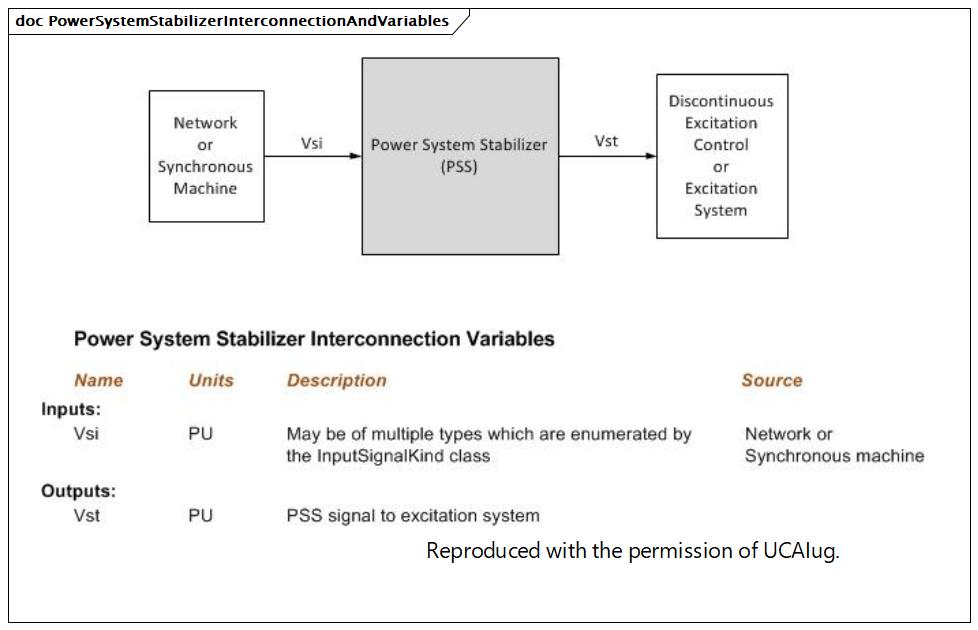 doc PowerSystemStabilizerInterconnectionAndVariables
Network
or
Synchronous
Machine
Vsi
Power System Stabilizer
(PSS)
Vst
Discontinuous
Excitation
Control
or
Excitation
System
Power System Stabilizer Interconnection Variables
Name Units Description Source
Inputs:
Vsi PU May be of multiple types which are enumerated by Network or
the InputSignalKind class Synchronous machine
Outputs:
Vst PU PSS signal to excitation system
Reproduced with the permission of UCAIug.